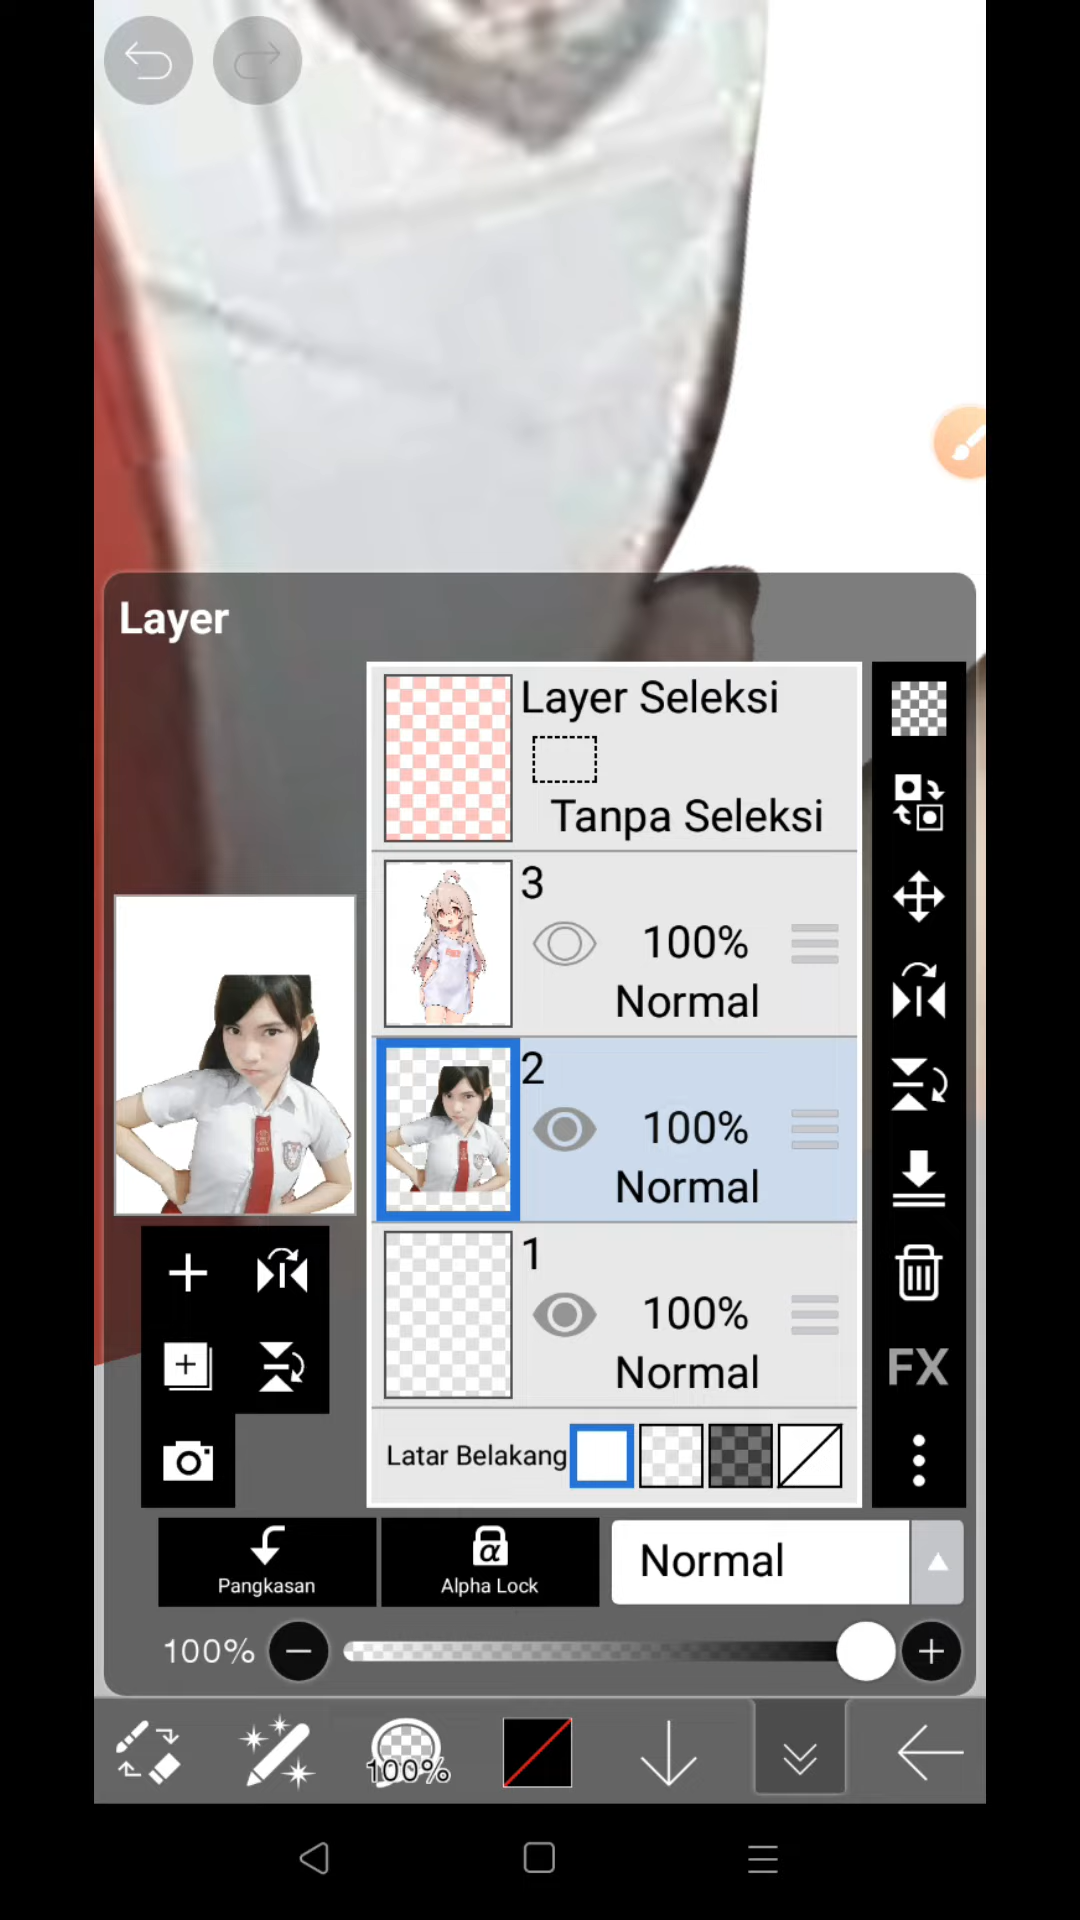 Layer
Layer Seleksi
Tanpa Seleksi
3
100%
Normal
2
100%
Normal
1
100%
Normal
Latar Belakang
FX
Pangkasan
α
Alpha Lock
Normal
100%
100%